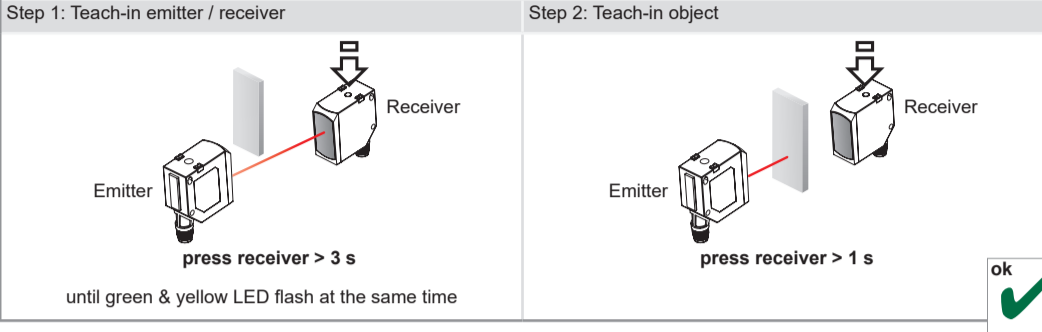 Step 1: Teach-in emitter / receiver
Receiver
Emitter
press receiver > 3 s
until green & yellow LED flash at the same time
Step 2: Teach-in object
Receiver
Emitter
press receiver > 1 s
ok